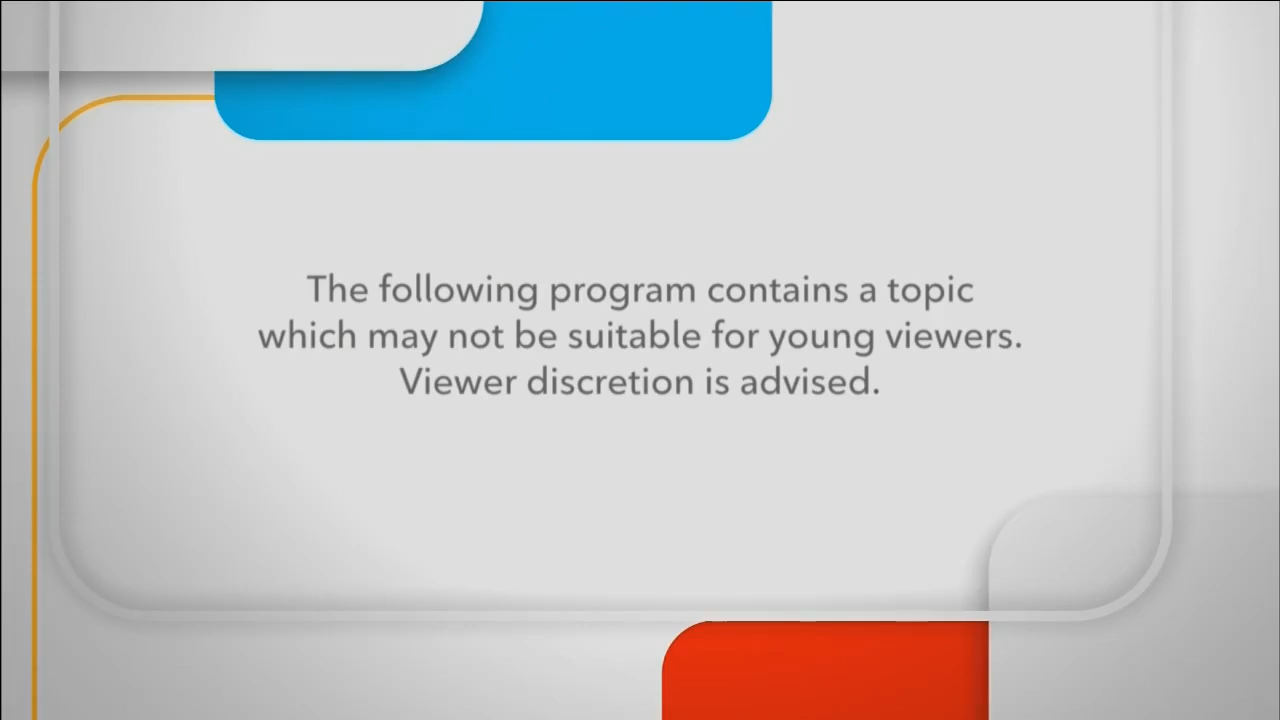 The following program contains a topic
which may not be suitable for young viewers.
Viewer discretion is advised.